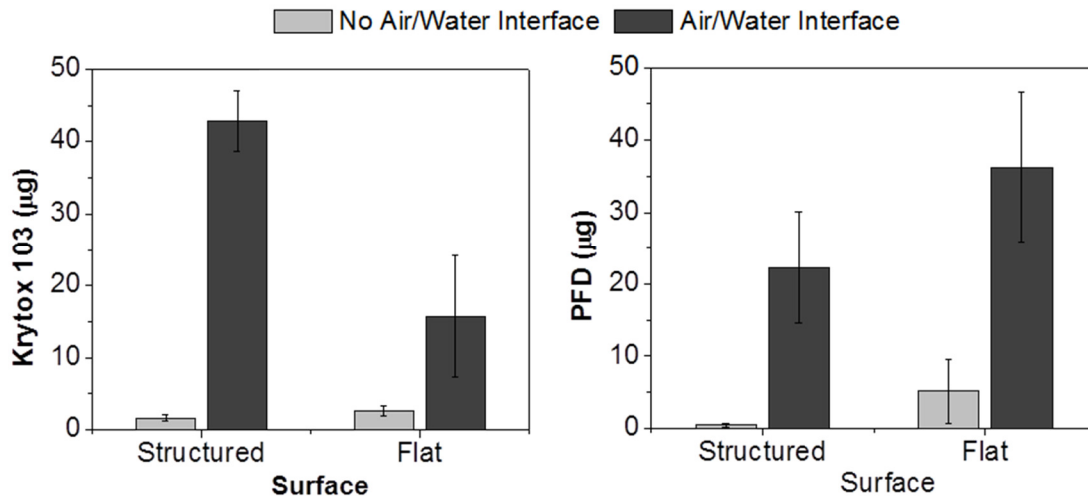 No Air/Water Interface Air/Water Interface
50
40
30
20
10
0
Krytox 103 (µg)
Structured Flat
Surface
50
40
30
20
10
0
PFD (µg)
Structured Flat
Surface